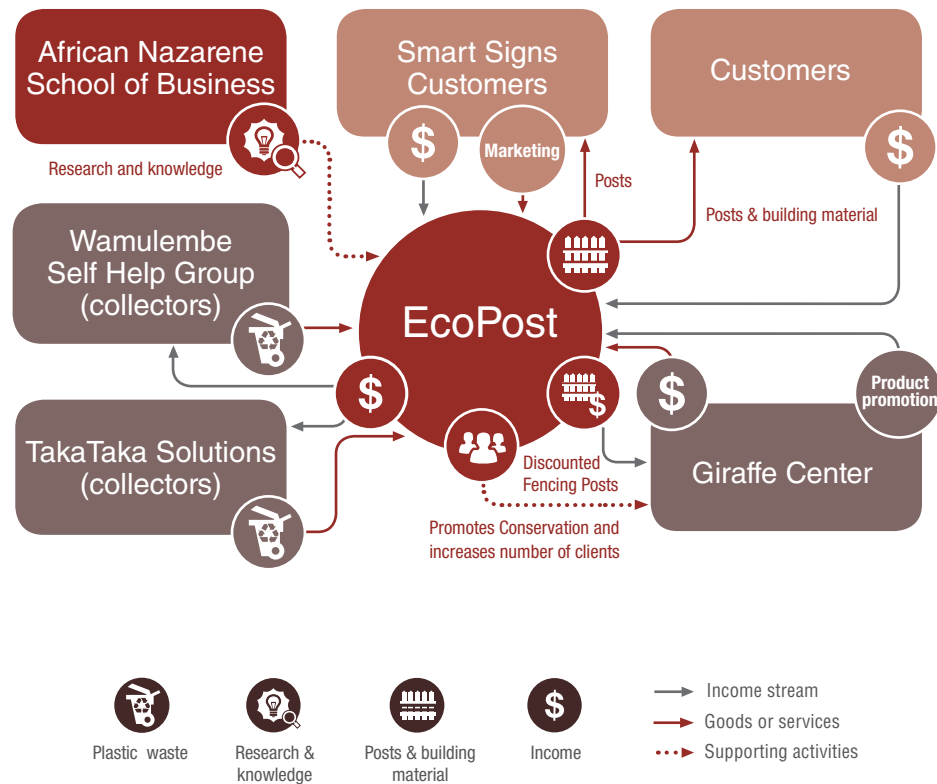 African Nazarene
School of Business
Smart Signs
Customers
Customers
$
Marketing
$
Research and knowledge
Posts
Posts & building material
Wamulembe
Self Help Group
(collectors)
EcoPost
$
$
$
Product
promotion
TakaTaka Solutions
(collectors)
Discounted
Fencing Posts
Giraffe Center
Promotes Conservation and
increases number of clients
$
Income stream
Goods or services
Supporting activities
Plastic waste
Research &
knowledge
Posts & building
material
Income